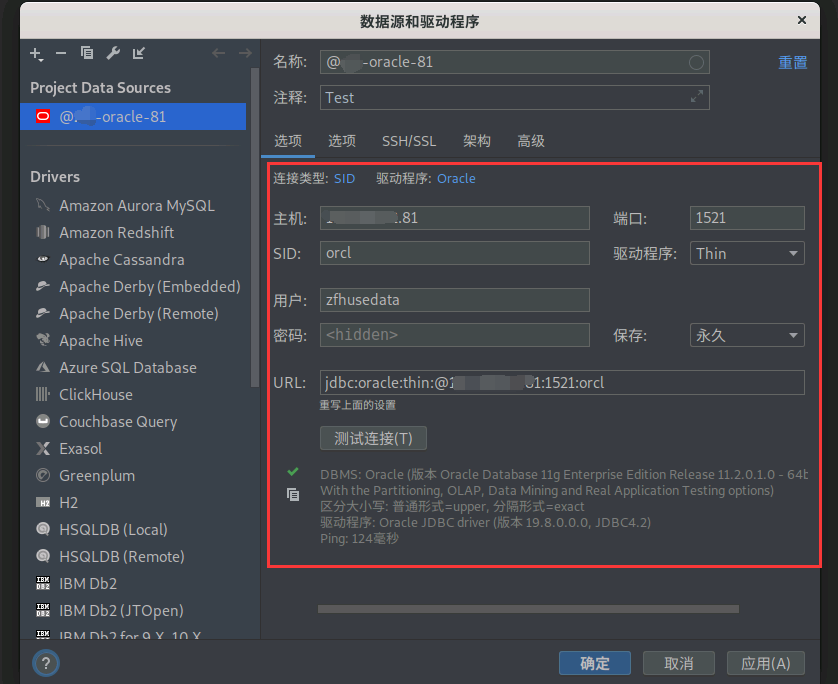 数据源和驱动程序
Project Data Sources
@ -oracle-81
Drivers
Amazon Aurora MySQL
Amazon Redshift
Apache Cassandra
Apache Derby (Embedded)
Apache Derby (Remote)
Apache Hive
Azure SQL Database
ClickHouse
Couchbase Query
Exasol
Greenplum
H2
HSQLDB (Local)
HSQLDB (Remote)
IBM Db2
IBM Db2 (JTOpen)
IBM Db2 for 9.X, 10.X
名称: @ -oracle-81 重置
注释: Test
选项 选项 SSH/SSL 架构 高级
连接类型: SID 驱动程序: Oracle
主机: .81 端口: 1521
SID: orcl 驱动程序: Thin
用户: zfhusedata
密码: <hidden> 保存: 永久
URL: jdbc:oracle:thin:@1 81:1521:orcl
重写上面的设置
测试连接(T)
DBMS: Oracle (版本 Oracle Database 11g Enterprise Edition Release 11.2.0.1.0 - 64b
With the Partitioning, OLAP, Data Mining and Real Application Testing options)
区分大小写: 普通形式=upper, 分隔形式=exact
驱动程序: Oracle JDBC driver (版本 19.8.0.0.0, JDBC4.2)
Ping: 124毫秒
? 确定 取消 应用(A)